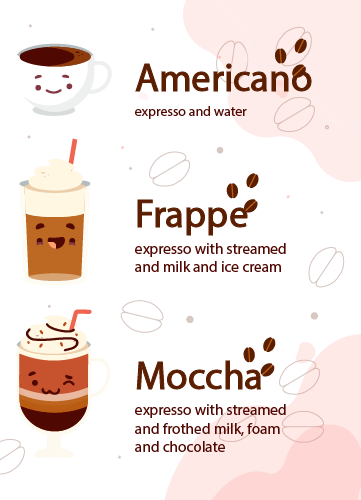 Americano
expresso and water
Frappe
expresso with streamed
and milk and ice cream
Moccha
expresso with streamed
and frothed milk, foam
and chocolate